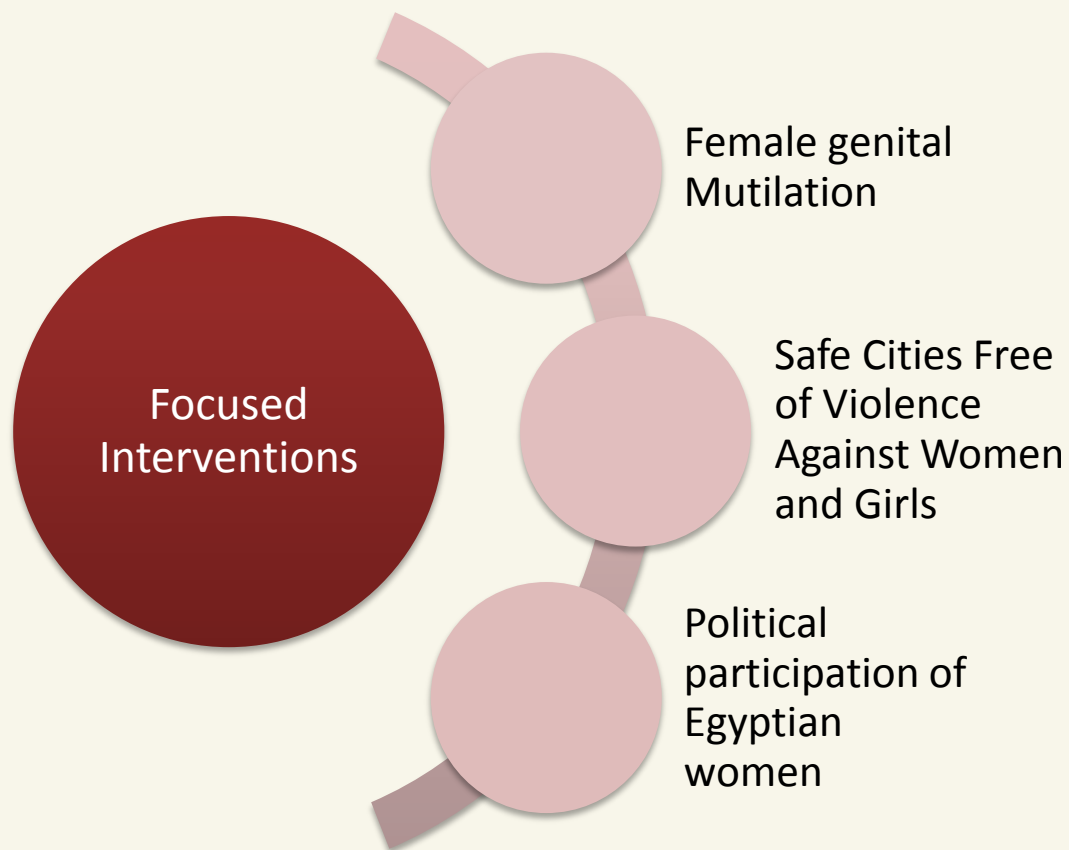 Focused
Interventions
Female genital
Mutilation
Safe Cities Free
of Violence
Against Women
and Girls
Political
participation of
Egyptian
women